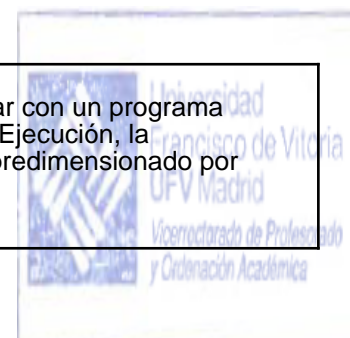 ar con un programa
Ejecución, la
predimensionado por
Universidad
Francisco de Vitoria
UFV Madrid
Vicerrectorado de Profesorado
y Ordenación Académica